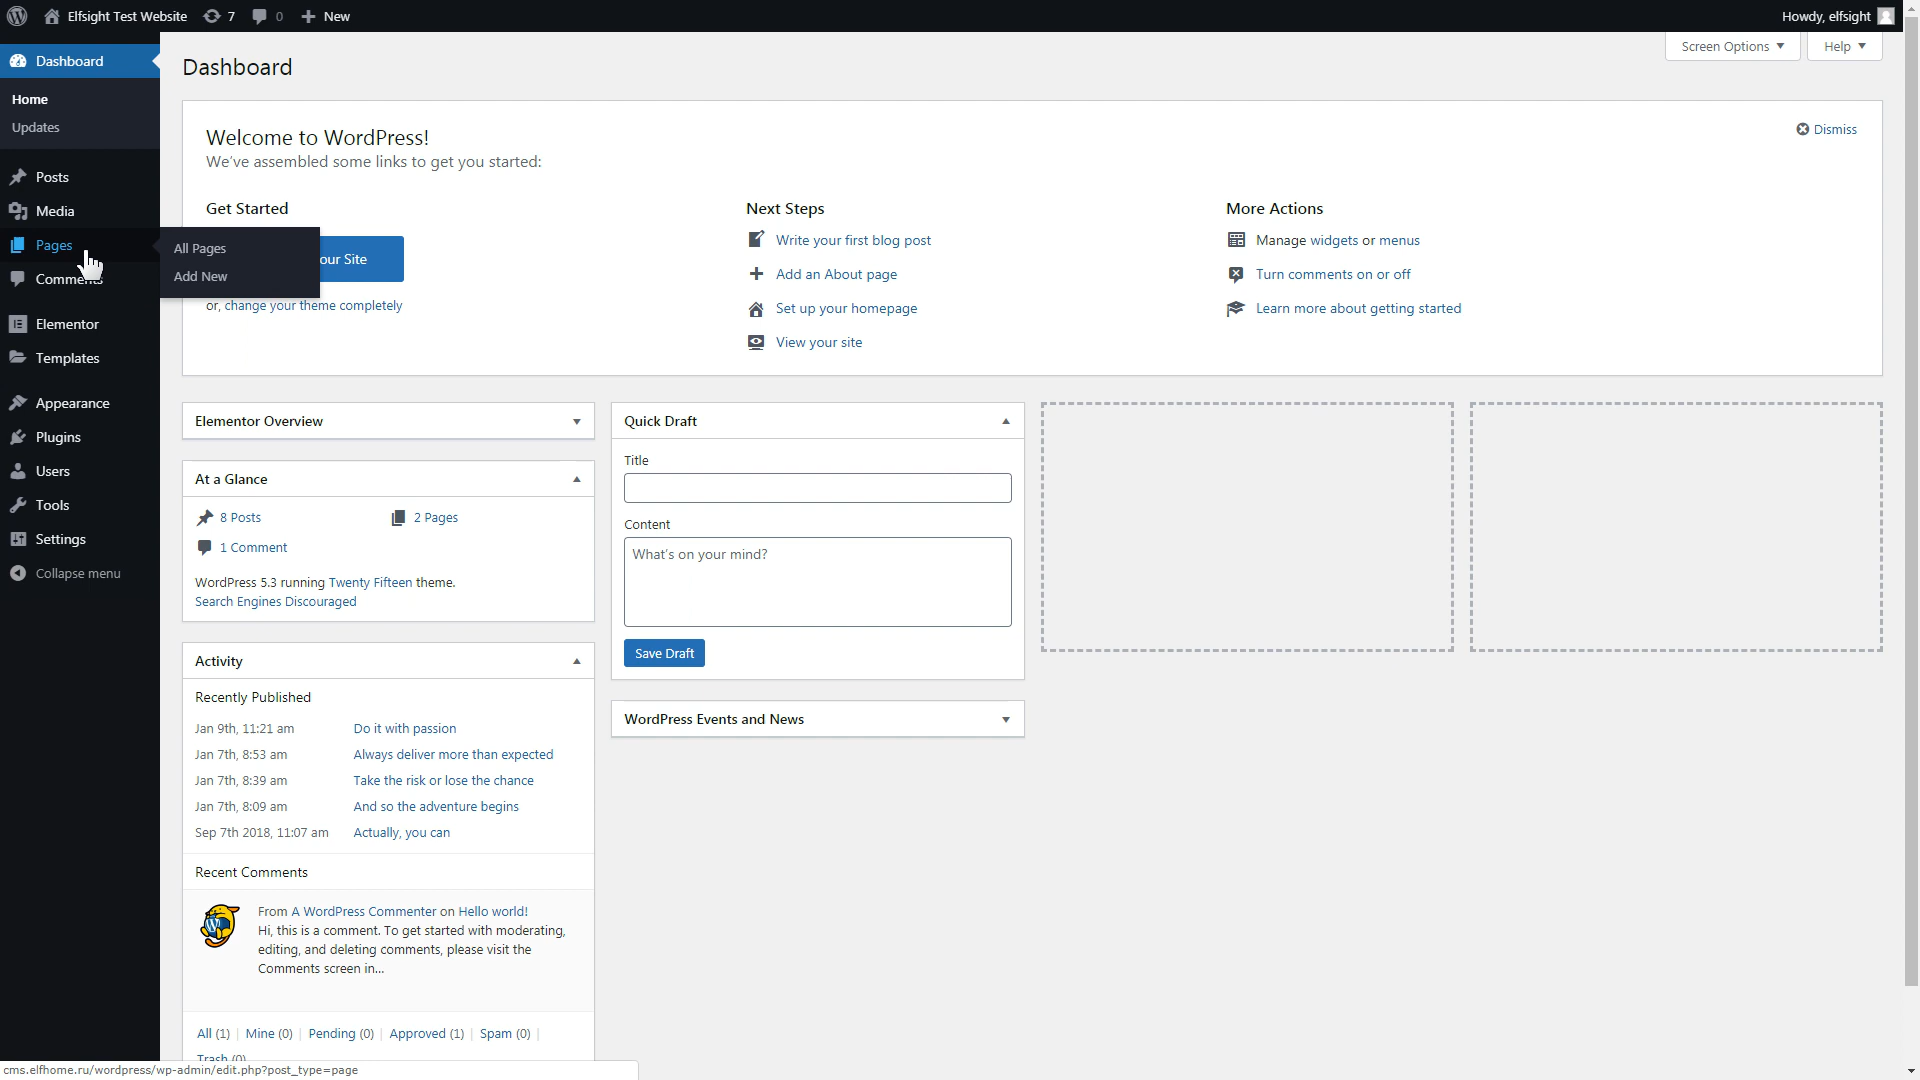 Elfsight Test Website 7 0 New Howdy, elfsight
Screen Options Help
Dashboard
Home
Updates
Posts
Media
Pages
Comments
Elementor
Templates
Appearance
Plugins
Users
Tools
Settings
Collapse menu
All Pages
Add New
Dashboard
Welcome to WordPress!
Dismiss
We've assembled some links to get you started:
Get Started
our Site
or, change your theme completely
Next Steps
Write your first blog post
Add an About page
Set up your homepage
View your site
More Actions
Manage widgets or menus
Turn comments on or off
Learn more about getting started
Elementor Overview
At a Glance
8 Posts 2 Pages
1 Comment
WordPress 5.3 running Twenty Fifteen theme.
Search Engines Discouraged
Activity
Recently Published
Jan 9th, 11:21 am Do it with passion
Jan 7th, 8:53 am Always deliver more than expected
Jan 7th, 8:39 am Take the risk or lose the chance
Jan 7th, 8:09 am And so the adventure begins
Sep 7th 2018, 11:07 am Actually, you can
Recent Comments
From A WordPress Commenter on Hello world!
Hi, this is a comment. To get started with moderating,
editing, and deleting comments, please visit the
Comments screen in...
All (1) | Mine (0) | Pending (0) | Approved (1) | Spam (0) |
Trash (0)
Quick Draft
Title
Content
What's on your mind?
Save Draft
WordPress Events and News
cms.elfhome.ru/wordpress/wp-admin/edit.php?post_type=page